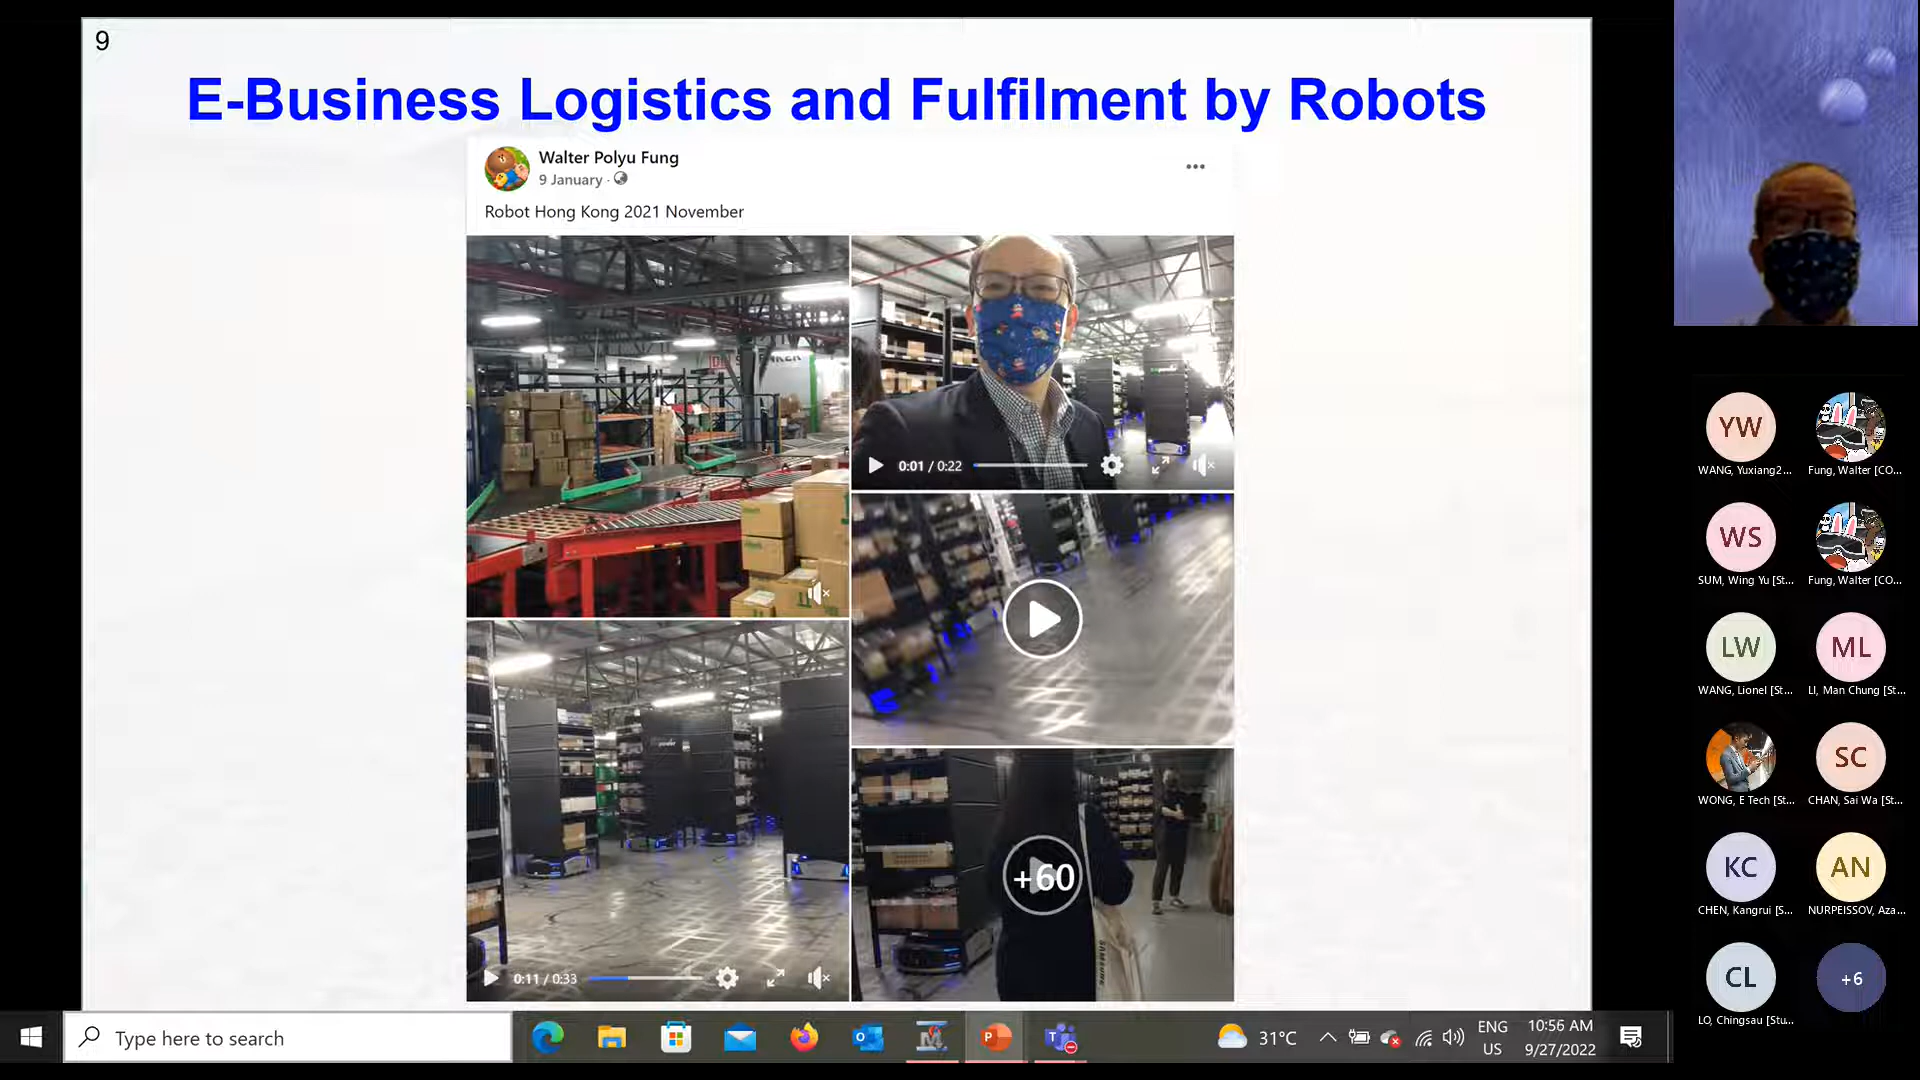 9
E-Business Logistics and Fulfilment by Robots
Walter Polyu Fung
9 January ·
Robot Hong Kong 2021 November
0:01 / 0:22
0:11 / 0:33
+60
SAMSUNG
YW
WANG, Yuxiang2...
Fung, Walter [CO...
WS
SUM, Wing Yu [St...
Fung, Walter [CO...
LW
WANG, Lionel [St...
ML
LI, Man Chung [St...
WONG, E Tech [St...
SC
CHAN, Sai Wa [St...
KC
CHEN, Kangrui [S...
AN
NURPEISSOV, Aza...
CL
LO, Chingsau [Stu...
+6
Type here to search
31°C
ENG
US
10:56 AM
9/27/2022